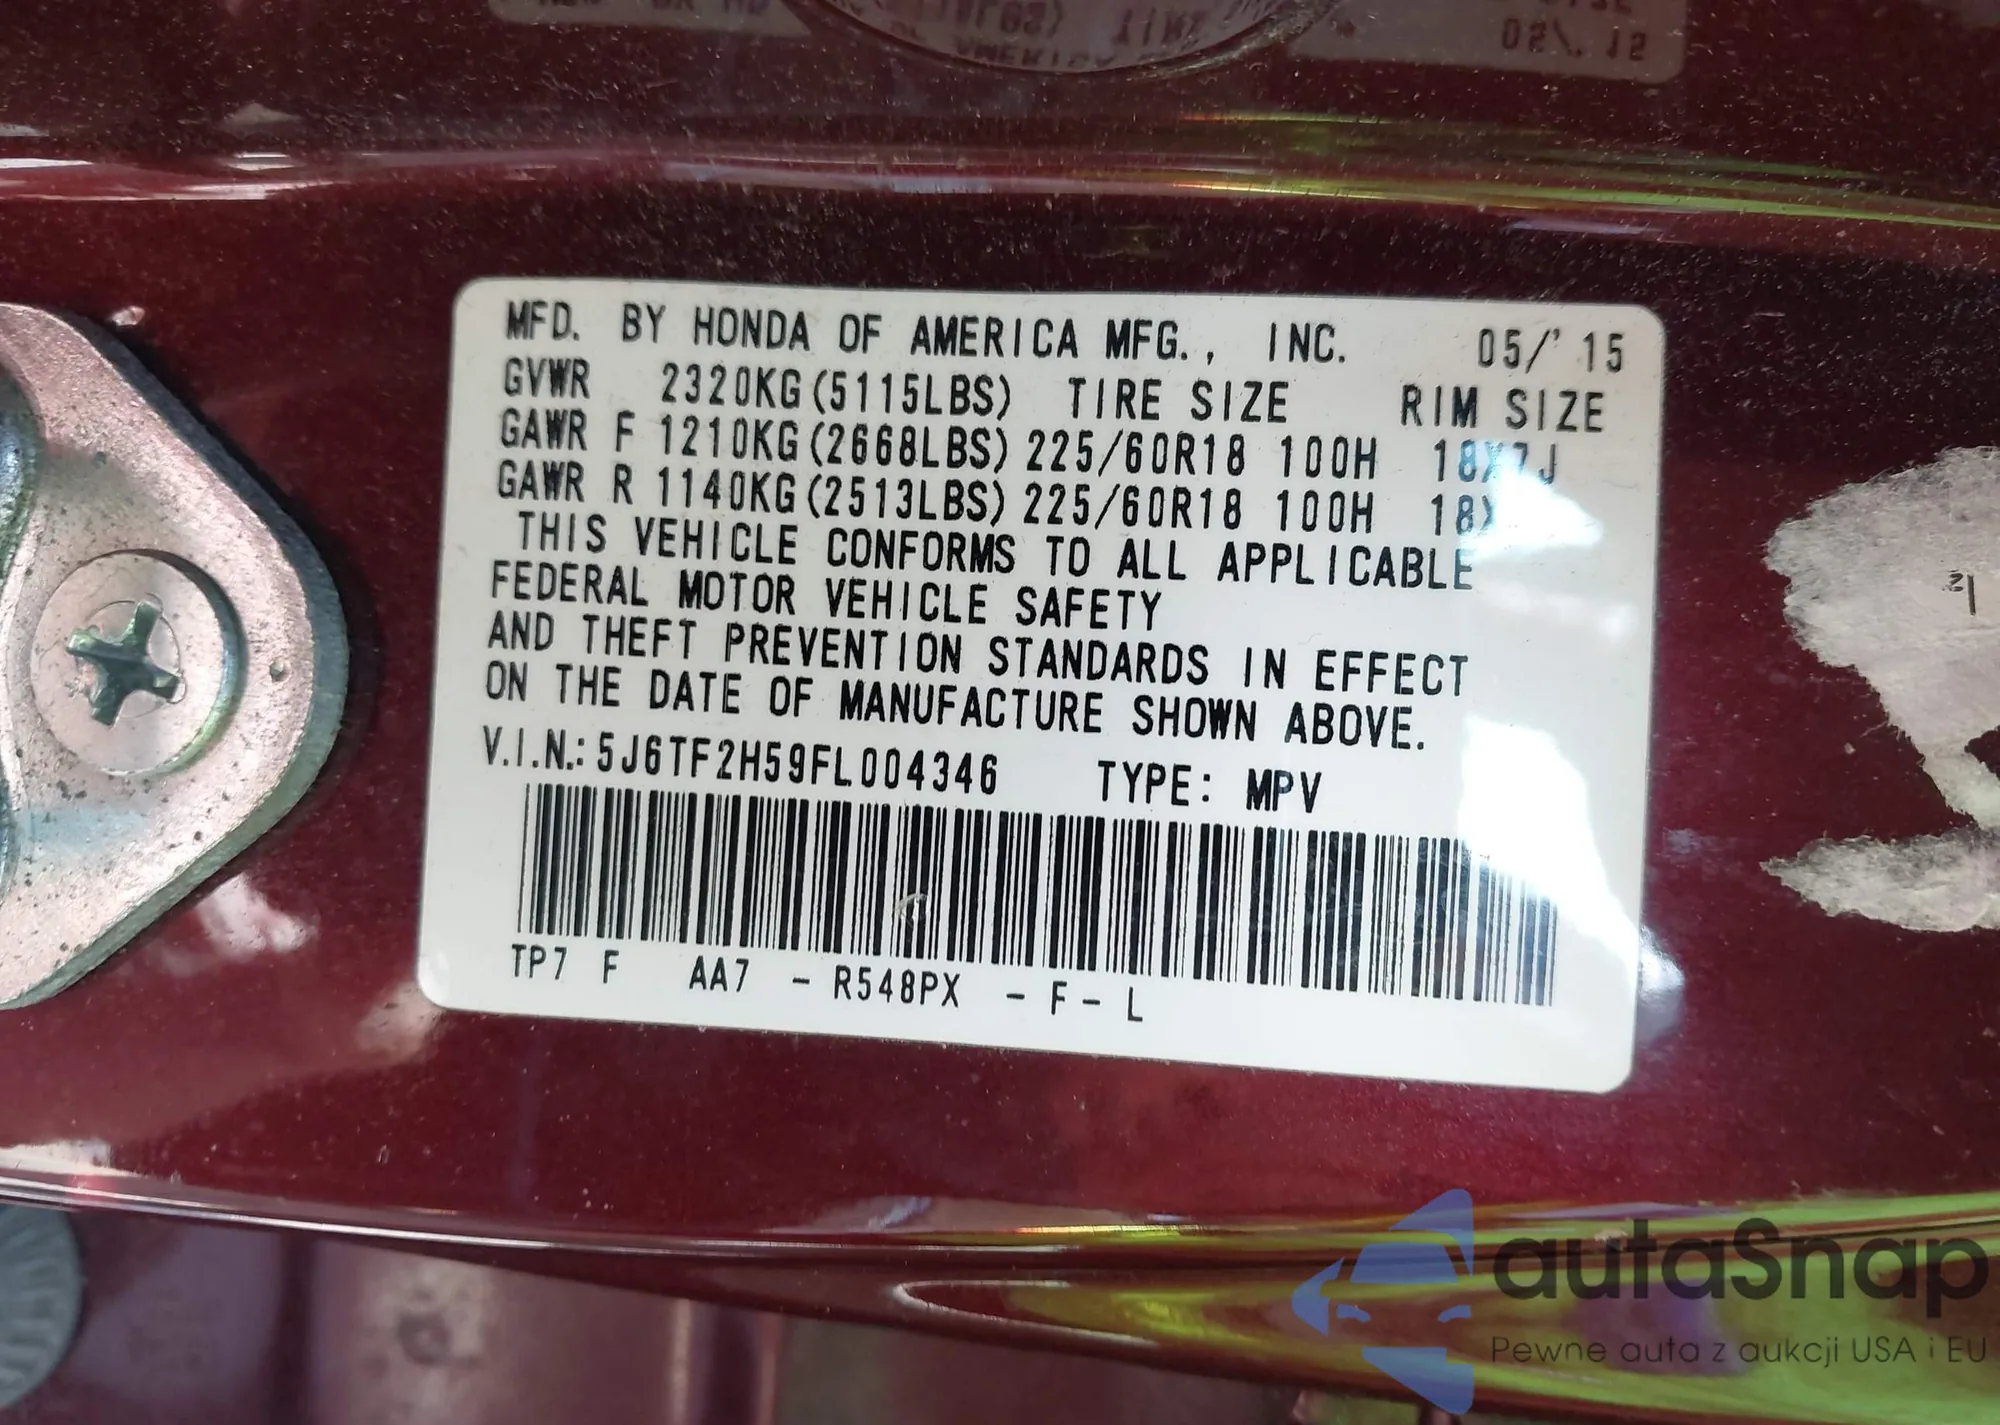 MFD. BY HONDA OF AMERICA MFG., INC. 05/'15
GVWR 2320KG(5115LBS) TIRE SIZE RIM SIZE
GAWR F 1210KG(2668LBS) 225/60R18 100H 18X7J
GAWR R 1140KG(2513LBS) 225/60R18 100H
THIS VEHICLE CONFORMS TO ALL APPLICABLE
FEDERAL MOTOR VEHICLE SAFETY
AND THEFT PREVENTION STANDARDS IN EFFECT
ON THE DATE OF MANUFACTURE SHOWN ABOVE.
V.I.N.: 5J6TF2H59FL004346 TYPE: MPV
TP7 F AA7 - R548PX - F - L
autaSnap
Pewne auta z aukcji USA i EU